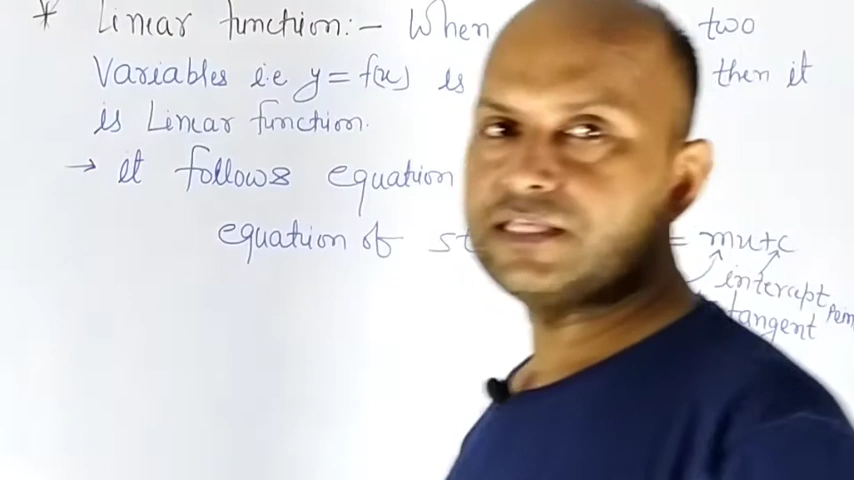 * Linear function:- When two
Variables i.e y = f(x) is then it
is Linear function.
→ It follows equation
equation of st = mx+c
intercept
tangent